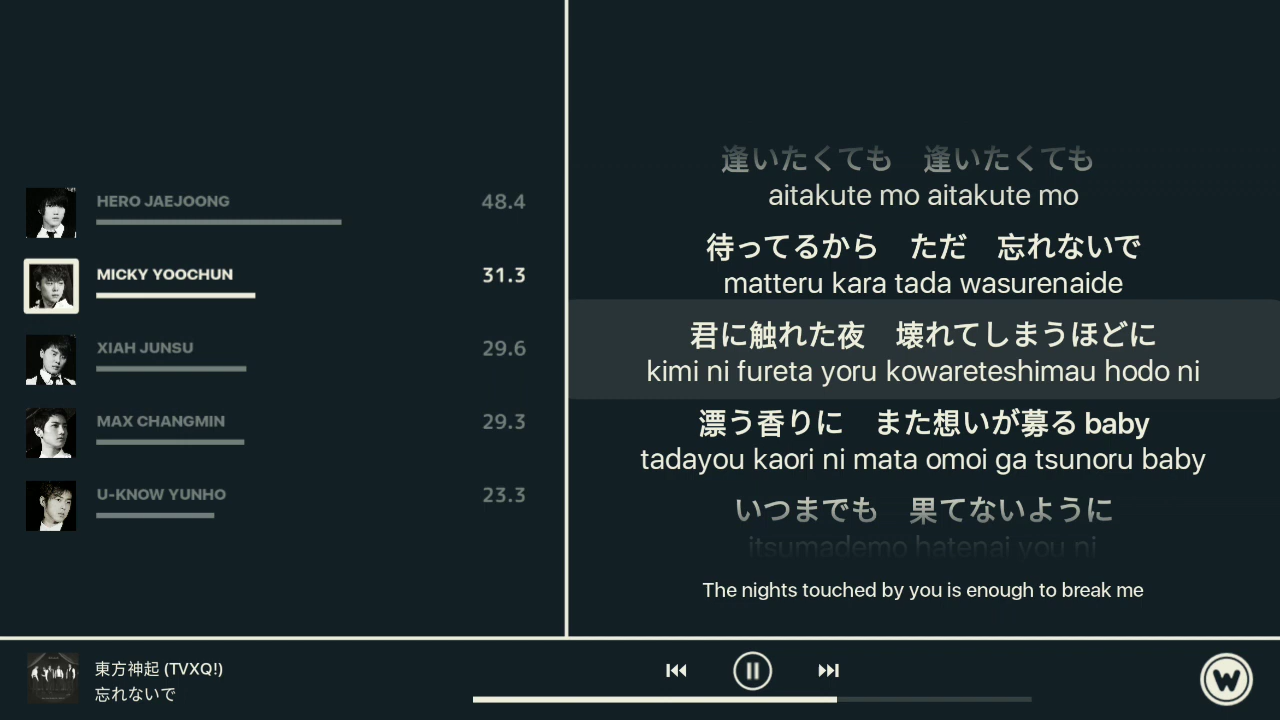 HERO JAEJOONG 48.4
MICKY YOOCHUN 31.3
XIAH JUNSU 29.6
MAX CHANGMIN 29.3
U-KNOW YUNHO 23.3
逢いたくても　逢いたくても
aitakute mo aitakute mo
待ってるから　ただ　忘れないで
matteru kara tada wasurenaide
君に触れた夜　壊れてしまうほどに
kimi ni fureta yoru kowareteshimau hodo ni
漂う香りに　また想いが募る baby
tadayou kaori ni mata omoi ga tsunoru baby
いつまでも　果てないように
itsumademo hatenai you ni
The nights touched by you is enough to break me
東方神起 (TVXQ!)
忘れないで
W